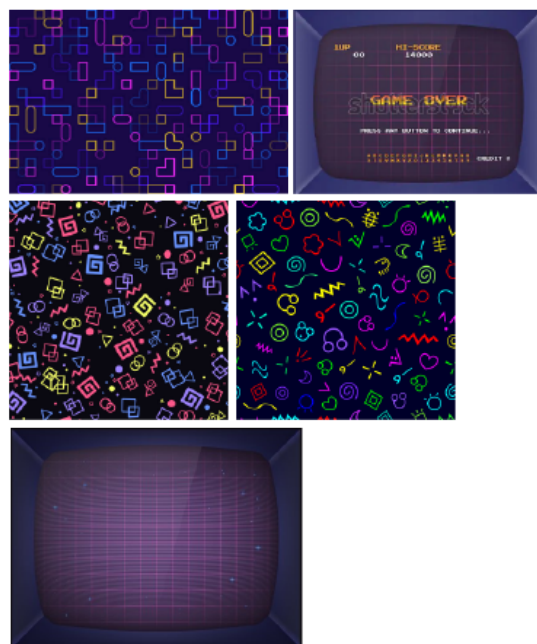 1UP HI-SCORE
00 14000
shutterstock
GAME OVER
PRESS ANY BUTTON TO CONTINUE...
CREDIT 0